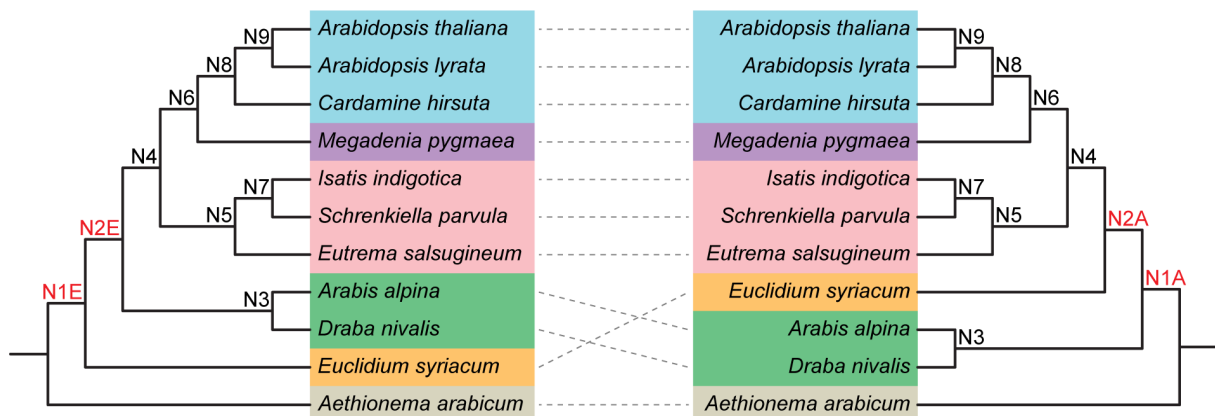 N9 Arabidopsis thaliana Arabidopsis thaliana N9
N8 Arabidopsis lyrata Arabidopsis lyrata N8
N6 Cardamine hirsuta Cardamine hirsuta N6
N4 Megadenia pygmaea Megadenia pygmaea N4
N7 Isatis indigotica Isatis indigotica N7
N5 Schrenkiella parvula Schrenkiella parvula N5
N2E Eutrema salsugineum Eutrema salsugineum N2A
N1E Arabis alpina Euclidium syriacum N1A
N3 Draba nivalis Arabis alpina N3
Euclidium syriacum Draba nivalis
Aethionema arabicum Aethionema arabicum